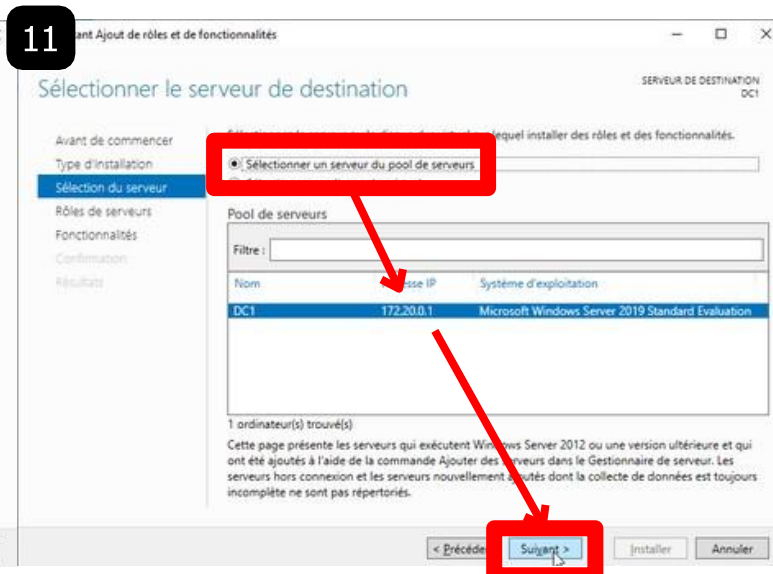 11
ant Ajout de rôles et de fonctionnalités
Sélectionner le serveur de destination
SERVEUR DE DESTINATION
DC1
Avant de commencer
Type d'installation
Sélection du serveur
Rôles de serveurs
Fonctionnalités
Confirmation
Résultats
lequel installer des rôles et des fonctionnalités.
Sélectionner un serveur du pool de serveurs
Pool de serveurs
Filtre :
Nom
esse IP
Système d'exploitation
DC1
172.20.0.1
Microsoft Windows Server 2019 Standard Evaluation
1 ordinateur(s) trouvé(s)
Cette page présente les serveurs qui exécutent Windows Server 2012 ou une version ultérieure et qui
ont été ajoutés à l'aide de la commande Ajouter des serveurs dans le Gestionnaire de serveur. Les
serveurs hors connexion et les serveurs nouvellement ajoutés dont la collecte de données est toujours
incomplète ne sont pas répertoriés.
< Précéde
Suivant >
Installer
Annuler